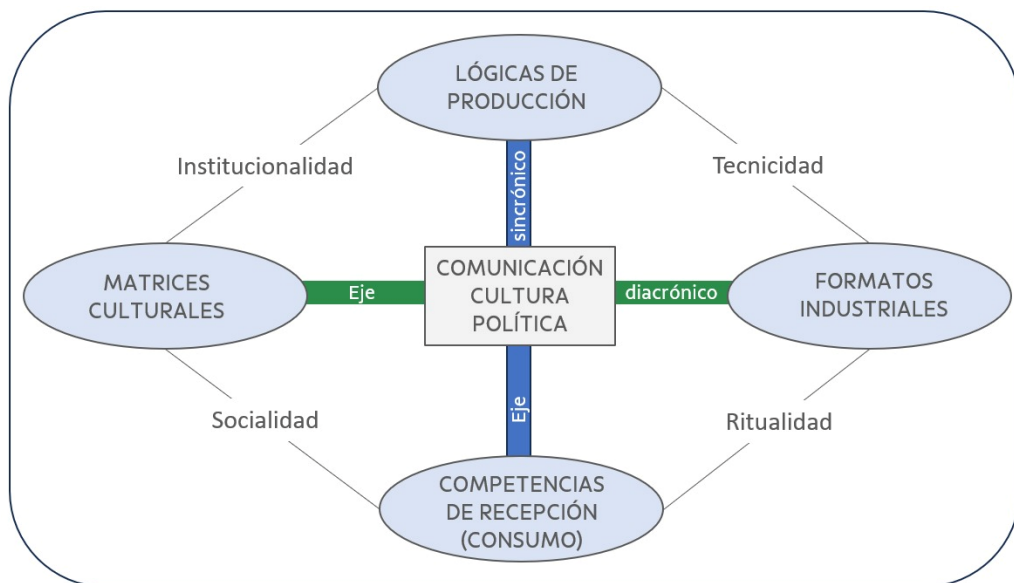 LÓGICAS DE
PRODUCCIÓN
Institucionalidad
Tecnicidad
sincrónico
MATRICES
CULTURALES
Eje
COMUNICACIÓN
CULTURA
POLÍTICA
diacrónico
FORMATOS
INDUSTRIALES
Socialidad
Eje
Ritualidad
COMPETENCIAS
DE RECEPCIÓN
(CONSUMO)